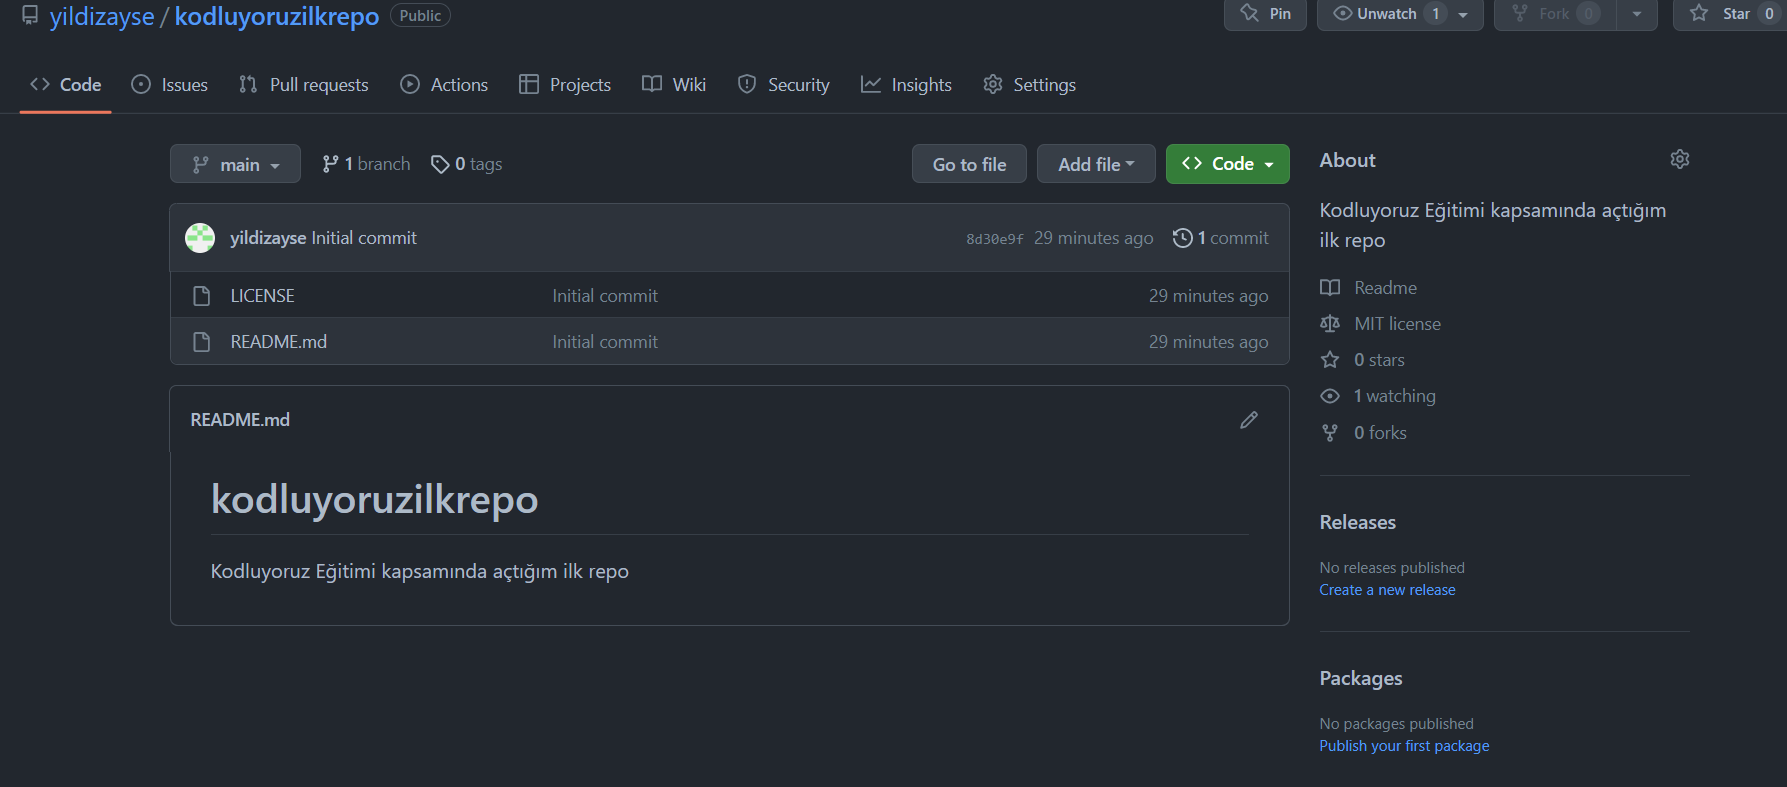 yildizayse / kodluyoruzilkrepo Public
Pin Unwatch 1 Fork 0 Star 0
Code Issues Pull requests Actions Projects Wiki Security Insights Settings
main 1 branch 0 tags Go to file Add file Code
yildizayse Initial commit 8d30e9f 29 minutes ago 1 commit
LICENSE Initial commit 29 minutes ago
README.md Initial commit 29 minutes ago
README.md
kodluyoruzilkrepo
Kodluyoruz Eğitimi kapsamında açtığım ilk repo
About
Kodluyoruz Eğitimi kapsamında açtığım
ilk repo
Readme
MIT license
0 stars
1 watching
0 forks
Releases
No releases published
Create a new release
Packages
No packages published
Publish your first package